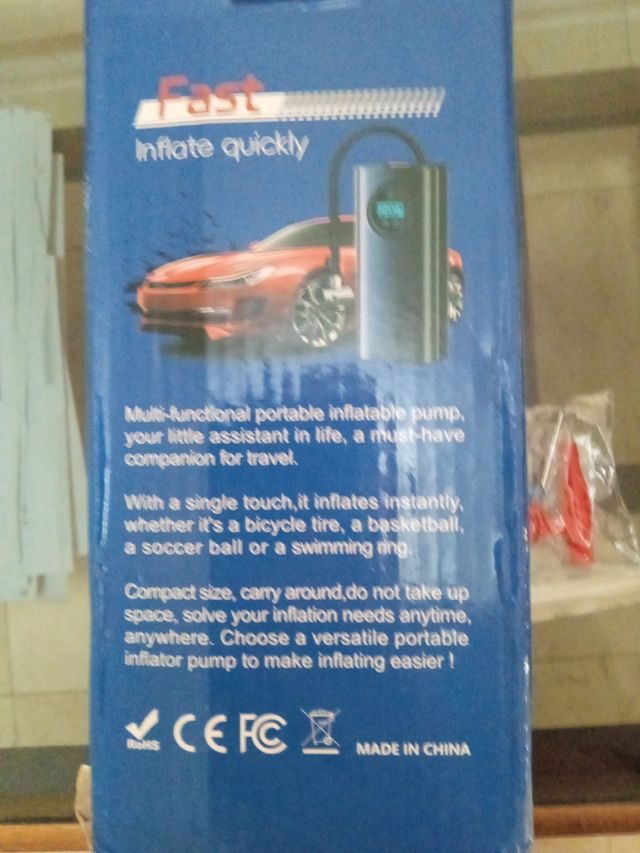 Fast
Inflate quickly
Multi-functional portable inflatable pump,
your little assistant in life, a must-have
companion for travel.
With a single touch,it inflates instantly,
whether it's a bicycle tire, a basketball,
a soccer ball or a swimming ring.
Compact size, carry around,do not take up
space, solve your inflation needs anytime,
anywhere. Choose a versatile portable
inflator pump to make inflating easier !
RoHS CE FC MADE IN CHINA